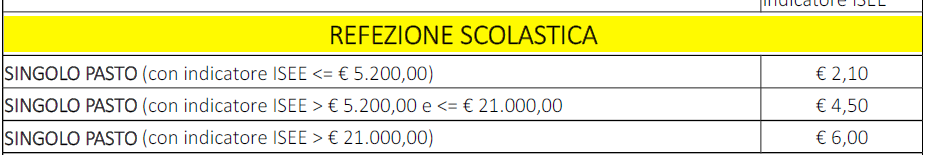 indicatore ISEE
REFEZIONE SCOLASTICA
SINGOLO PASTO (con indicatore ISEE <= € 5.200,00) € 2,10
SINGOLO PASTO (con indicatore ISEE > € 5.200,00 e <= € 21.000,00 € 4,50
SINGOLO PASTO (con indicatore ISEE > € 21.000,00) € 6,00